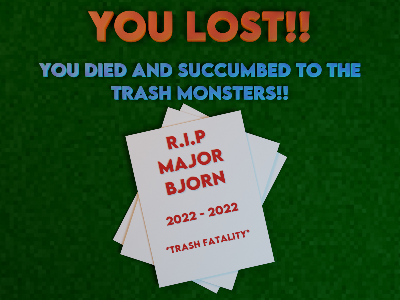 YOU LOST!!
YOU DIED AND SUCCUMBED TO THE
TRASH MONSTERS!!
R.I.P
MAJOR
BJORN
2022 - 2022
"TRASH FATALITY"